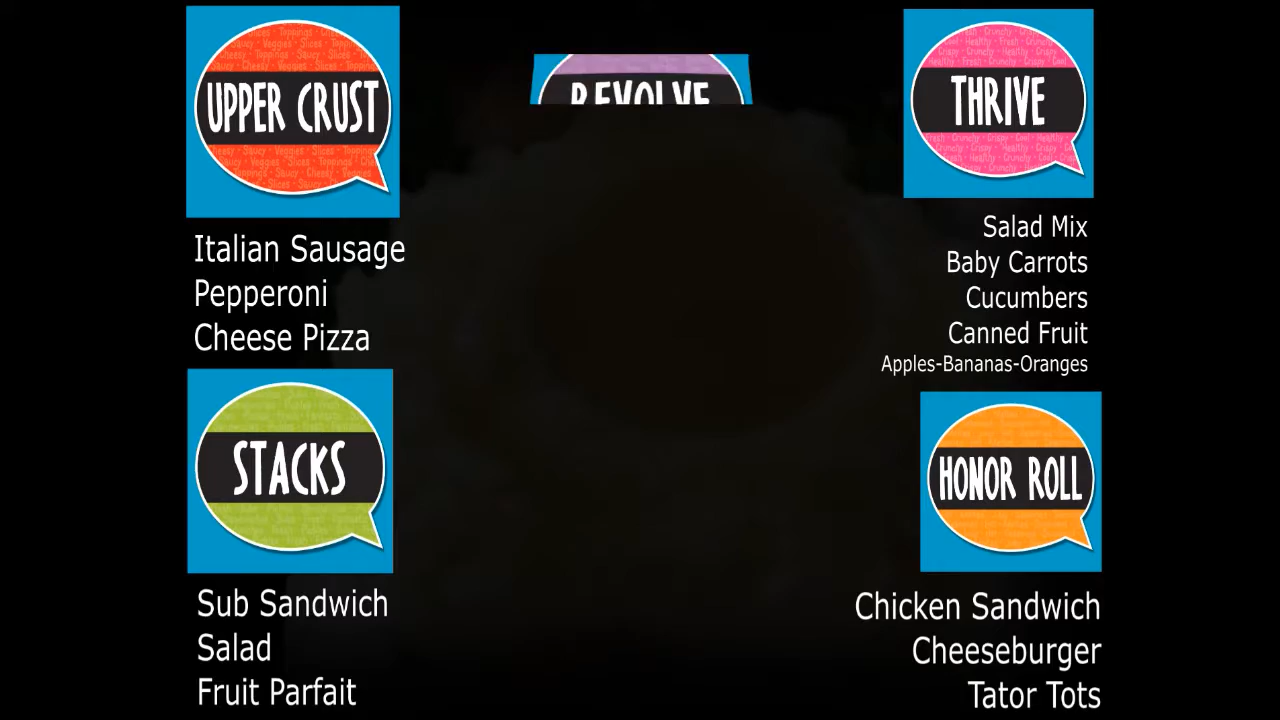 UPPER CRUST
Italian Sausage
Pepperoni
Cheese Pizza
STACKS
Sub Sandwich
Salad
Fruit Parfait
REVOLVE
THRIVE
Salad Mix
Baby Carrots
Cucumbers
Canned Fruit
Apples-Bananas-Oranges
HONOR ROLL
Chicken Sandwich
Cheeseburger
Tator Tots